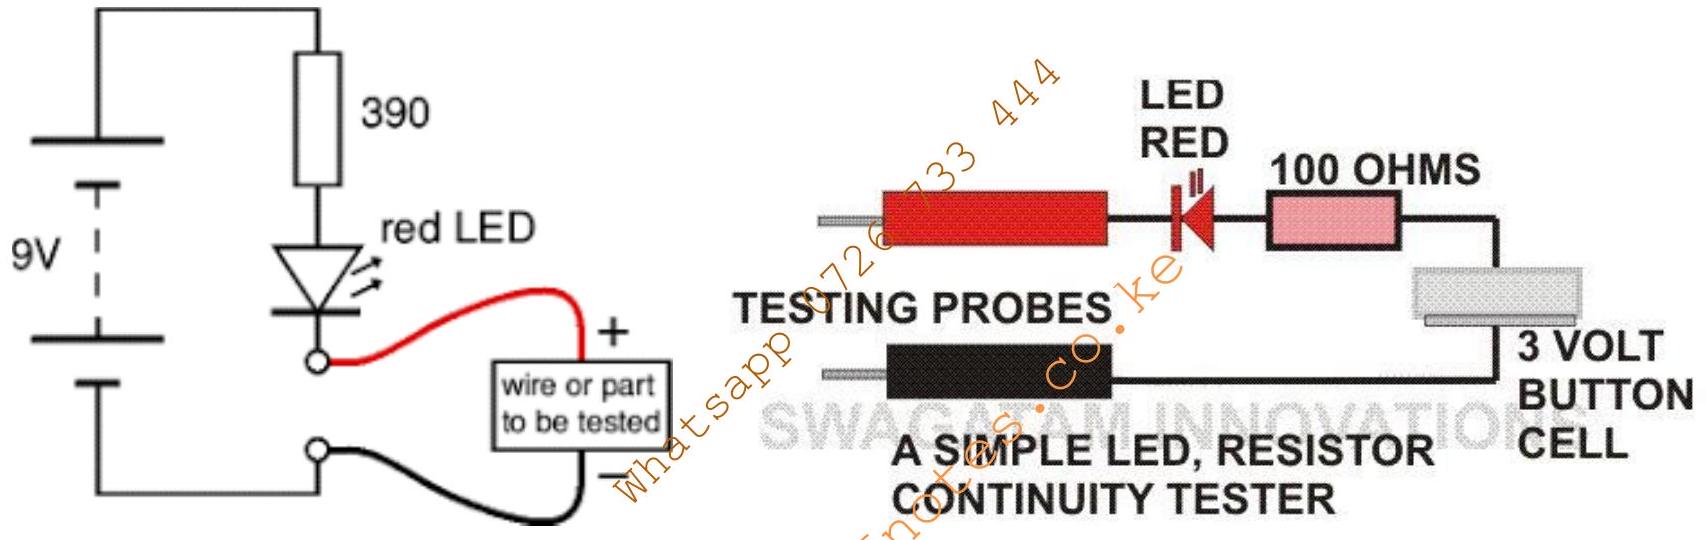 390
red LED
9V
+
wire or part
to be tested
−
LED
RED
100 OHMS
TESTING PROBES
3 VOLT
BUTTON
CELL
SWAGATAM INNOVATIONS
A SIMPLE LED, RESISTOR
CONTINUITY TESTER
Whatsapp 0726 733 444
notes.co.ke